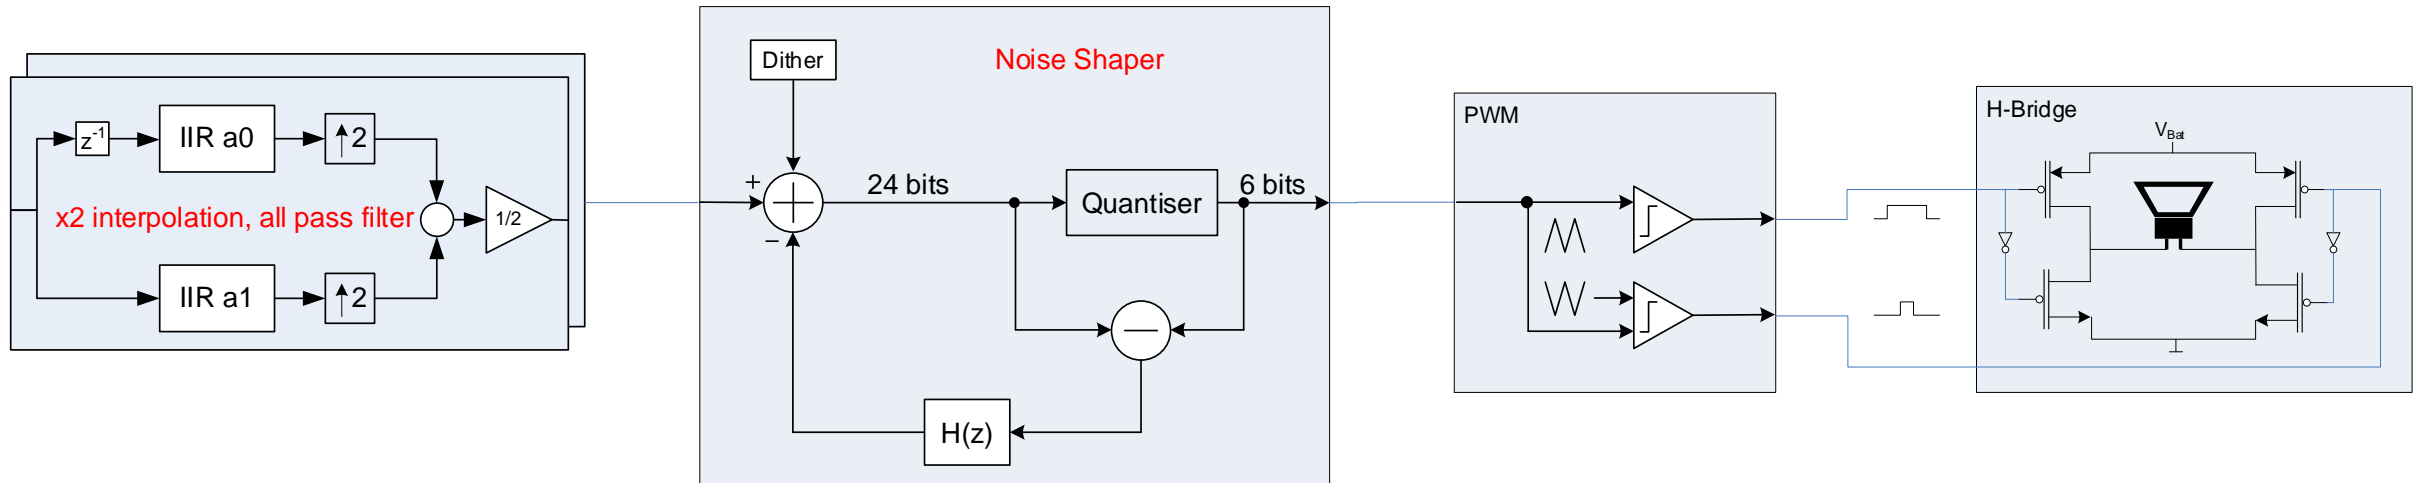 z-1
IIR a0
↑2
x2 interpolation, all pass filter
1/2
IIR a1
↑2
Dither
Noise Shaper
+
24 bits
Quantiser
6 bits
−
H(z)
PWM
H-Bridge
VBat